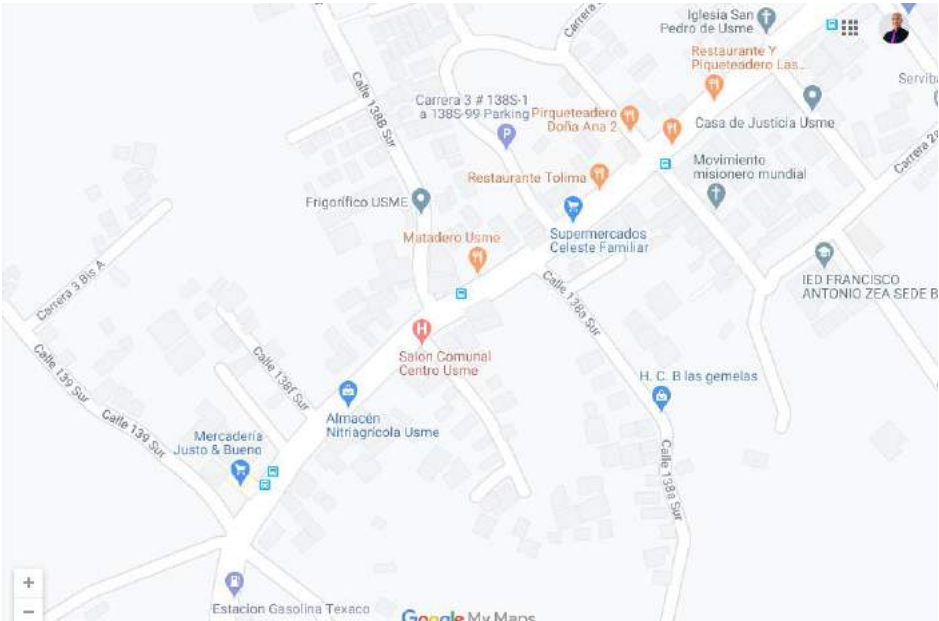 Iglesia San
Pedro de Usme
Carrera
Restaurante Y
Piqueteadero Las...
Serviba
Calle 138B Sur
Carrera 3 # 138S-1
a 138S-99 Parking
P
Pirqueteadero
Doña Ana 2
Casa de Justicia Usme
Carrera 2a
Movimiento
misionero mundial
Restaurante Tolima
Frigorífico USME
Matadero Usme
Supermercados
Celeste Familiar
IED FRANCISCO
ANTONIO ZEA SEDE B
Carrera 3 Bis A
Calle 138a Sur
H
Salón Comunal
Centro Usme
Calle 138f Sur
Calle 139 Sur
H. C. B las gemelas
Almacén
Nitriagricola Usme
Calle 139 Sur
Mercadería
Justo & Bueno
Calle 138a Sur
+
−
Estacion Gasolina Texaco
Google My Maps